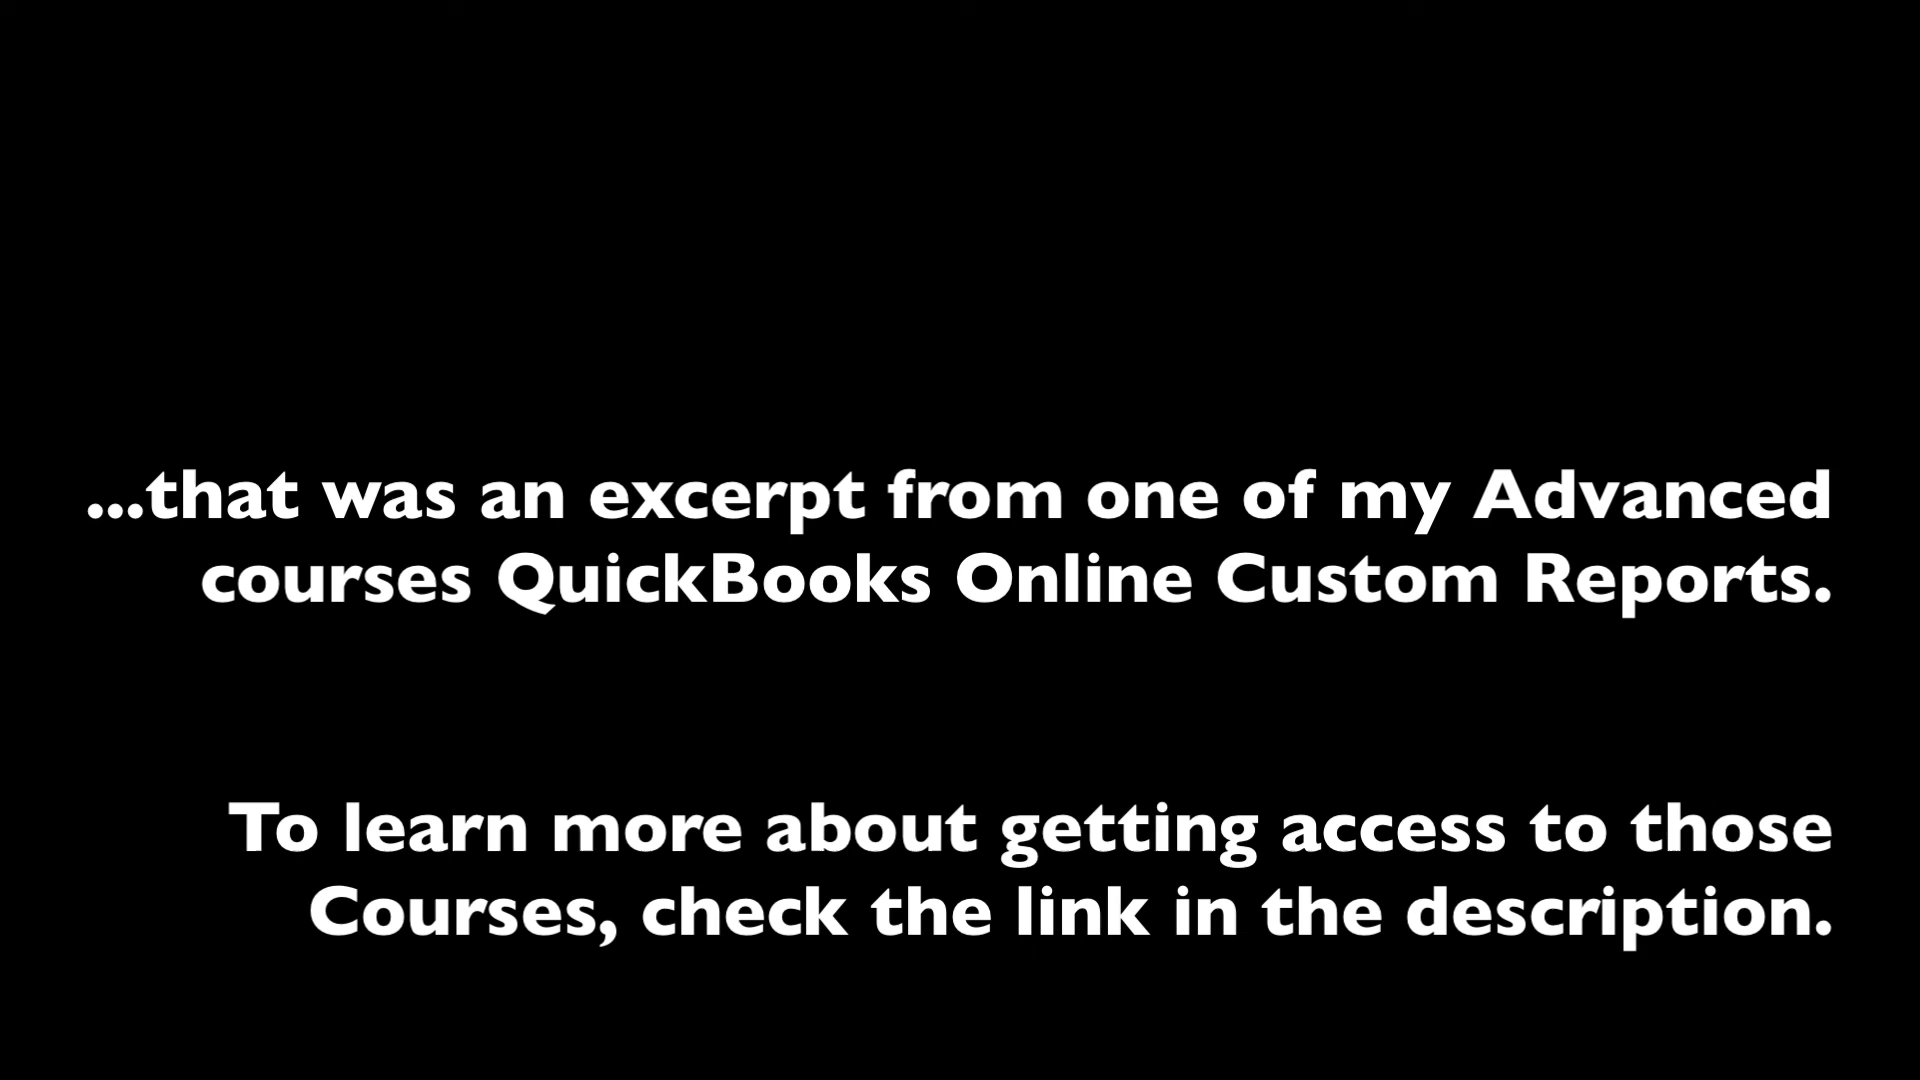 ...that was an excerpt from one of my Advanced
courses QuickBooks Online Custom Reports.
To learn more about getting access to those
Courses, check the link in the description.